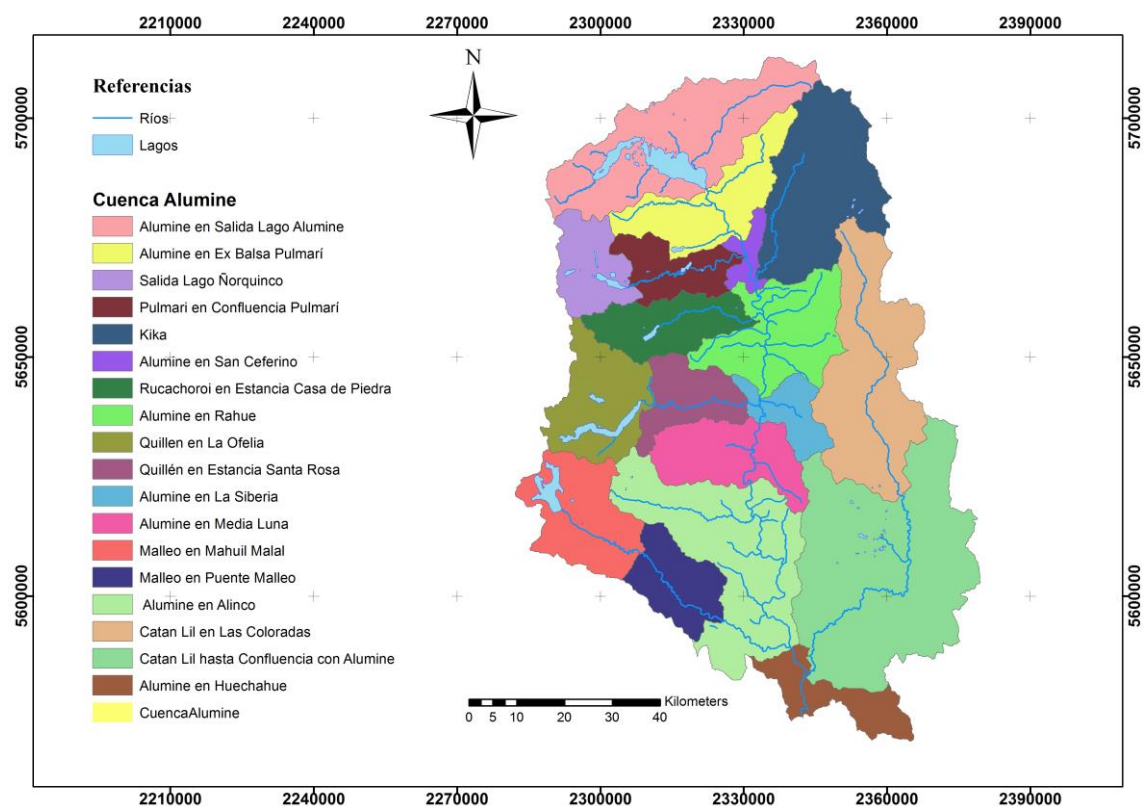 2210000 2240000 2270000 2300000 2330000 2360000 2390000
N
Referencias
Ríos
Lagos
5700000 5700000
Cuenca Alumine
Alumine en Salida Lago Alumine
Alumine en Ex Balsa Pulmarí
Salida Lago Ñorquinco
Pulmari en Confluencia Pulmarí
Kika
Alumine en San Ceferino
5650000 5650000
Rucachoroi en Estancia Casa de Piedra
Alumine en Rahue
Quillen en La Ofelia
Quillén en Estancia Santa Rosa
Alumine en La Siberia
Alumine en Media Luna
Malleo en Mahuil Malal
Malleo en Puente Malleo
5600000 5600000
Alumine en Alinco
Catan Lil en Las Coloradas
Catan Lil hasta Confluencia con Alumine
Alumine en Huechahue
CuencaAlumine
Kilometers
0 5 10 20 30 40
2210000 2240000 2270000 2300000 2330000 2360000 2390000